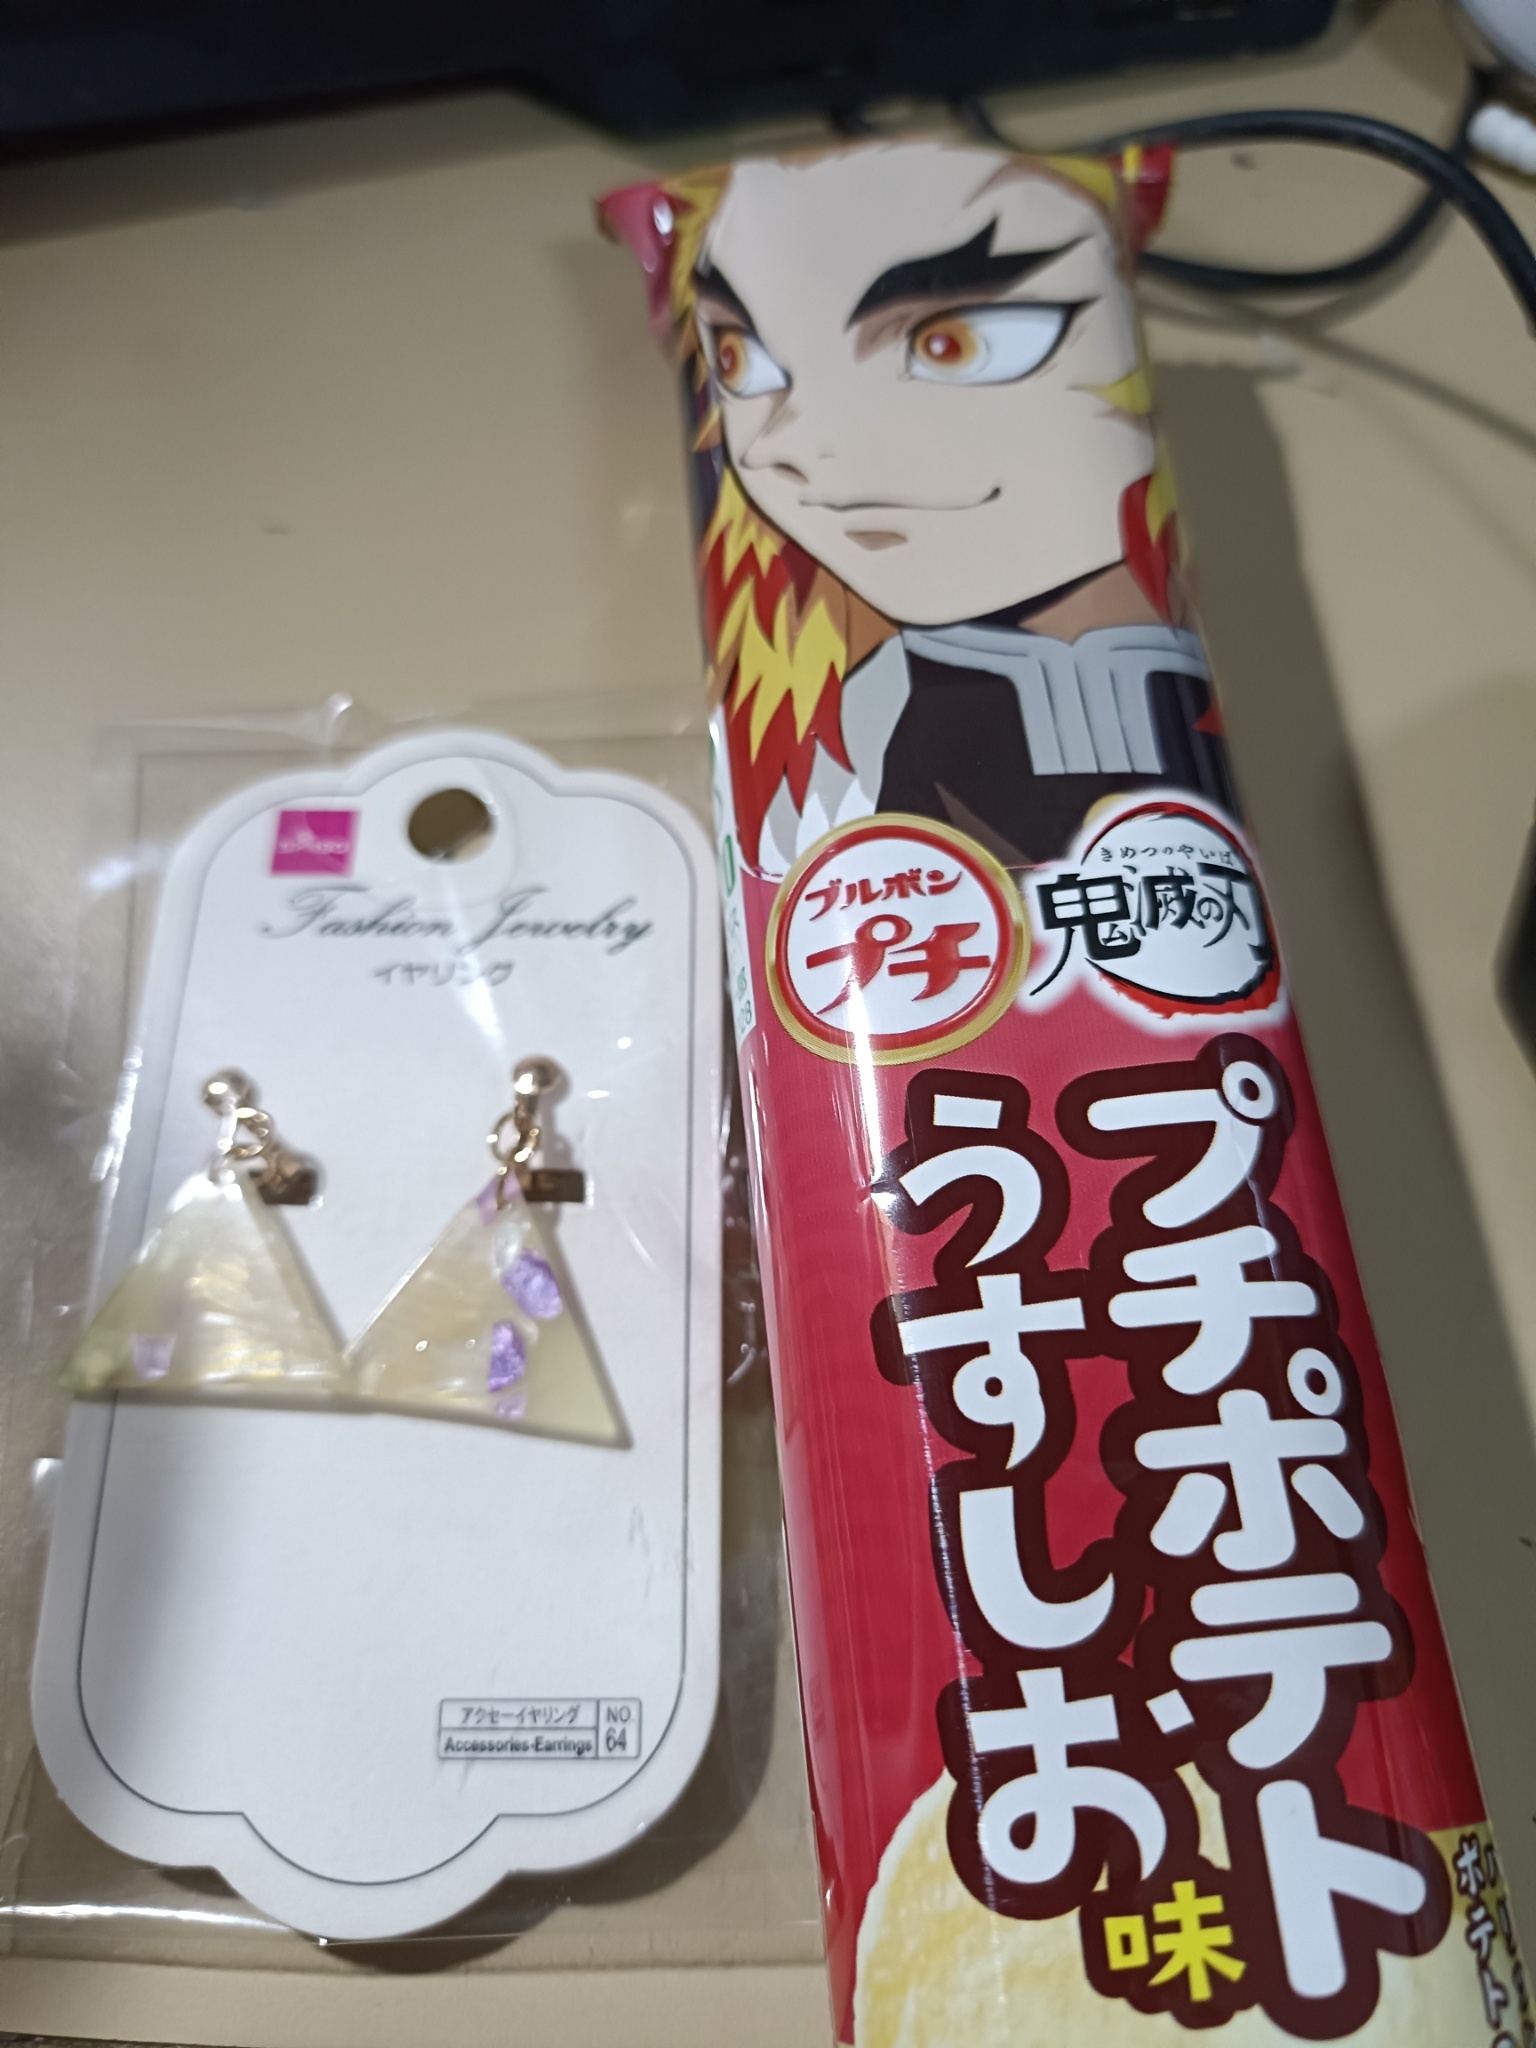 DAISO
Fashion Jewelry
イヤリング
アクセーイヤリング
Accessories-Earrings
NO.
64
ブルボン
プチ
きめつのやいば
鬼滅の刃
プチポテト
うすしお味